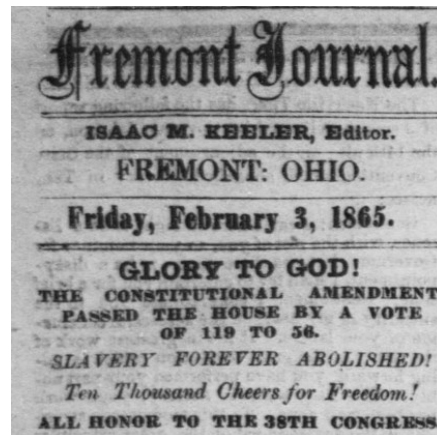 Fremont Journal.
ISAAC M. KEELER, Editor.
FREMONT: OHIO.
Friday, February 3, 1865.
GLORY TO GOD!
THE CONSTITUTIONAL AMENDMENT
PASSED THE HOUSE BY A VOTE
OF 119 TO 56.
SLAVERY FOREVER ABOLISHED!
Ten Thousand Cheers for Freedom!
ALL HONOR TO THE 38TH CONGRESS